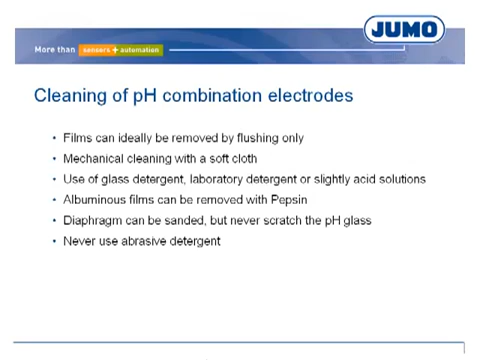 JUMO
More than sensors + automation
Cleaning of pH combination electrodes
• Films can ideally be removed by flushing only
• Mechanical cleaning with a soft cloth
• Use of glass detergent, laboratory detergent or slightly acid solutions
• Albuminous films can be removed with Pepsin
• Diaphragm can be sanded, but never scratch the pH glass
• Never use abrasive detergent